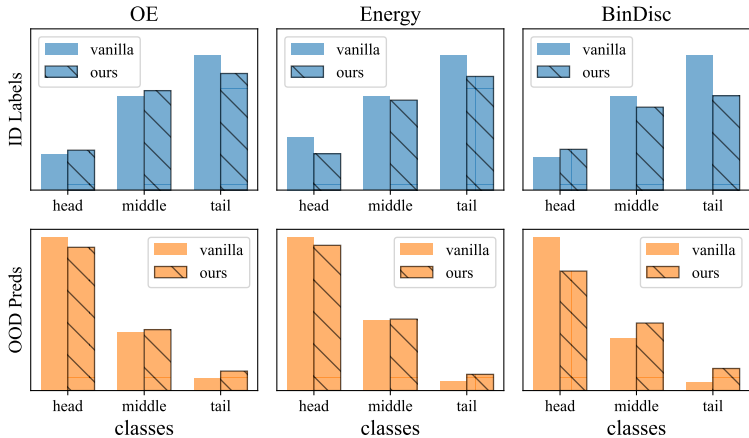 OE Energy BinDisc
ID Labels
vanilla
ours
vanilla
ours
vanilla
ours
head middle tail head middle tail head middle tail
OOD Preds
vanilla
ours
vanilla
ours
vanilla
ours
head middle tail head middle tail head middle tail
classes classes classes